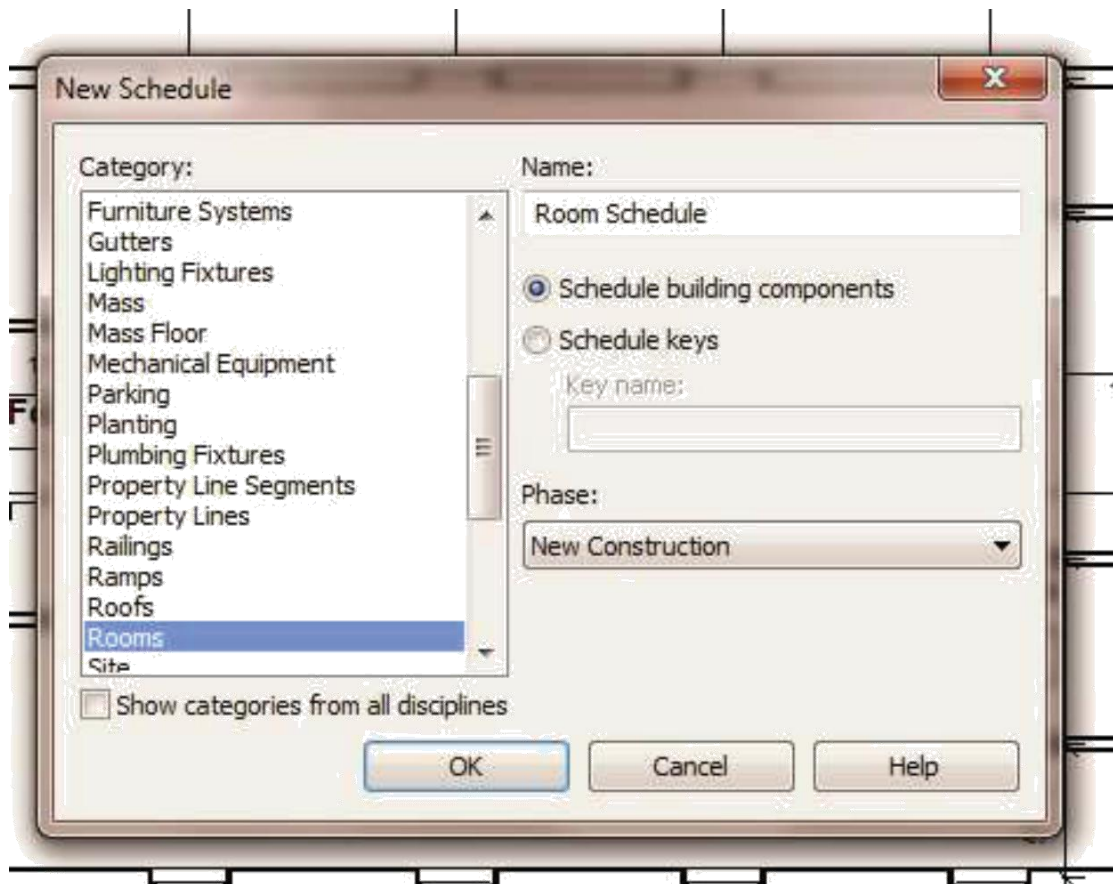 New Schedule
Category:
Furniture Systems
Gutters
Lighting Fixtures
Mass
Mass Floor
Mechanical Equipment
Parking
Planting
Plumbing Fixtures
Property Line Segments
Property Lines
Railings
Ramps
Roofs
Rooms
Site
Show categories from all disciplines
Name:
Room Schedule
Schedule building components
Schedule keys
Key name:
Phase:
New Construction
OK
Cancel
Help